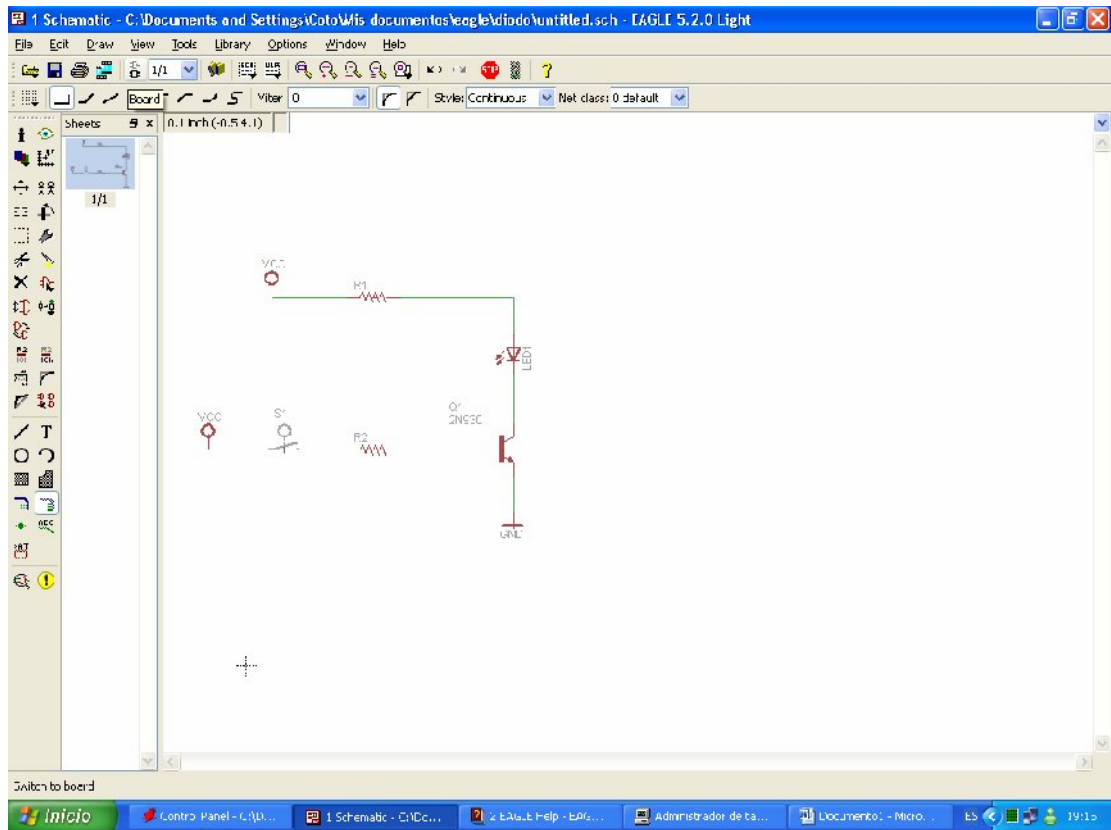 1 Schematic - C:\Documents and Settings\Coto\Mis documentos\eagle\diodo\untitled.sch - EAGLE 5.2.0 Light
File Edit Draw View Tools Library Options Window Help
1/1
Board Miter 0 Style: Continuous Net class: 0 default
Sheets 0.1 inch (-0.5 4.1)
1/1
VCC
R1
LED1
VCC
S1
R2
Q1
GND
Switch to board
Inicio Control Panel - C:\D... 1 Schematic - C:\Dc... 2 EAGLE Help - EAG... Administrador de ta... Documento1 - Micro... ES 19:15